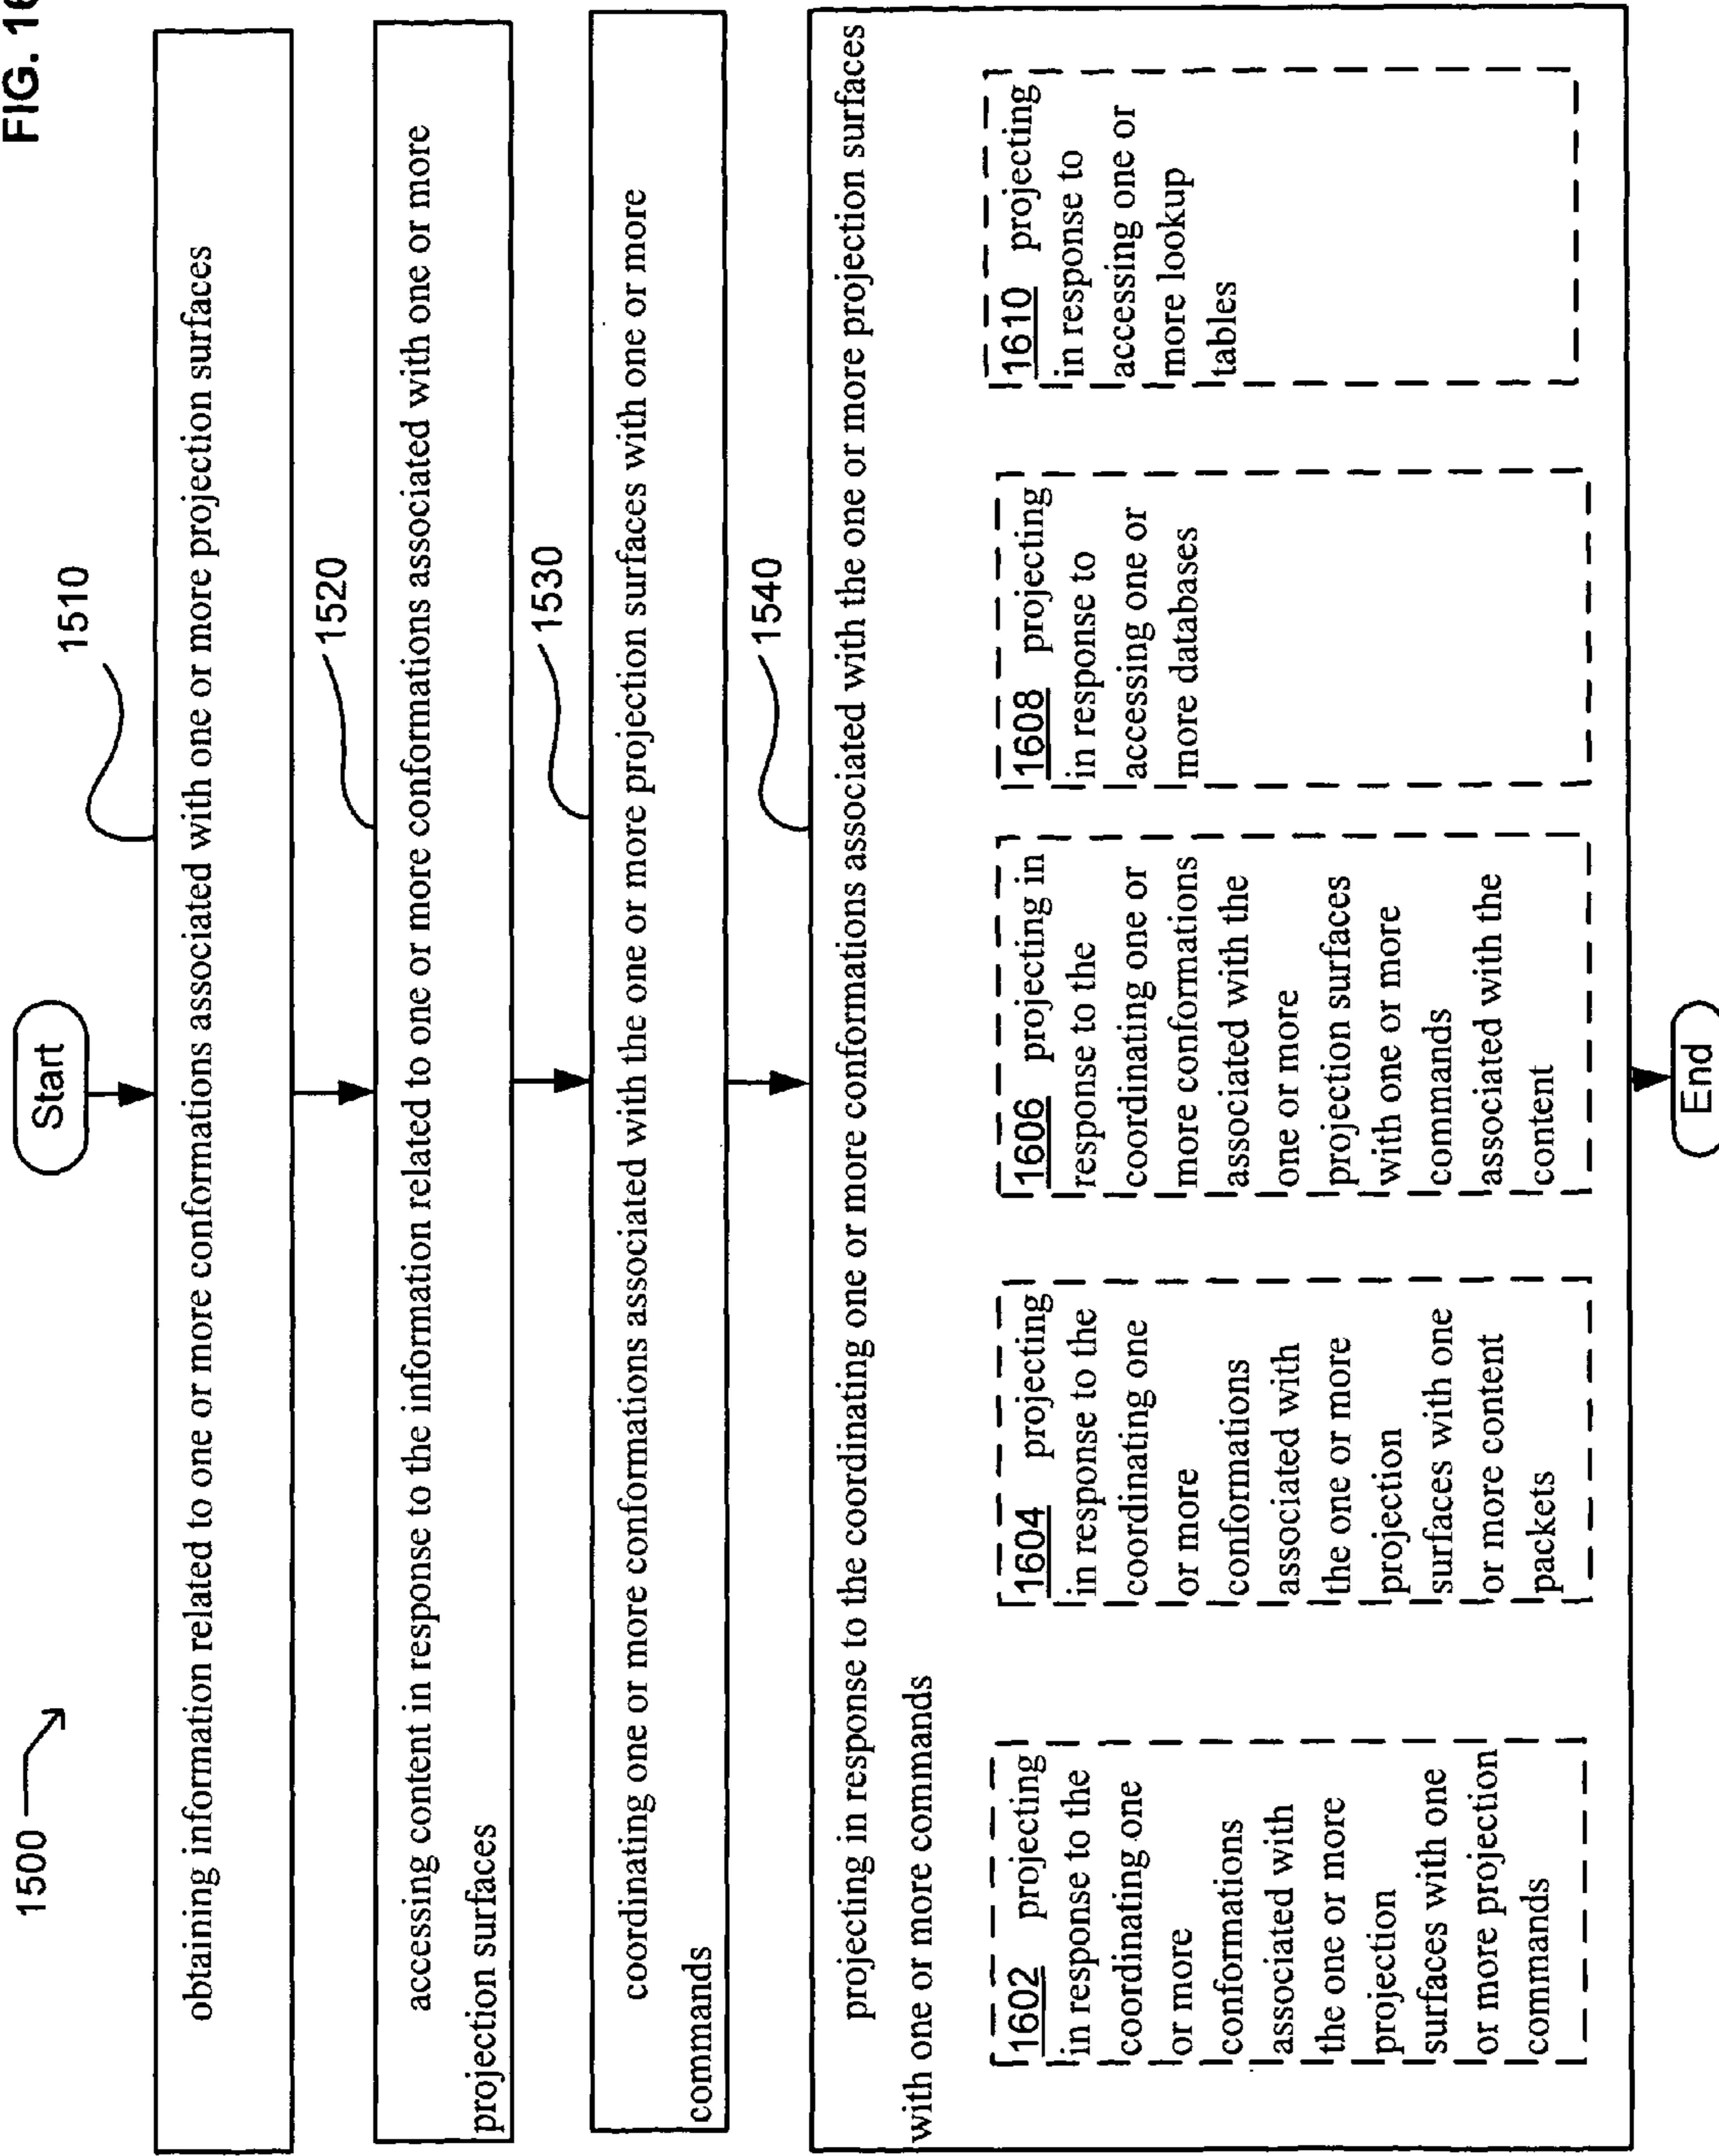 FIG. 16
1500
Start
1510
obtaining information related to one or more conformations associated with one or more projection surfaces
1520
accessing content in response to the information related to one or more conformations associated with one or more
projection surfaces
1530
coordinating one or more conformations associated with the one or more projection surfaces with one or more
commands
1540
projecting in response to the coordinating one or more conformations associated with the one or more projection surfaces
with one or more commands
1602 projecting
in response to the
coordinating one
or more
conformations
associated with
the one or more
projection
surfaces with one
or more projection
commands
1604 projecting
in response to the
coordinating one
or more
conformations
associated with
the one or more
projection
surfaces with one
or more content
packets
1606 projecting in
response to the
coordinating one or
more conformations
associated with the
one or more
projection surfaces
with one or more
commands
associated with the
content
1608 projecting
in response to
accessing one or
more databases
1610 projecting
in response to
accessing one or
more lookup
tables
End